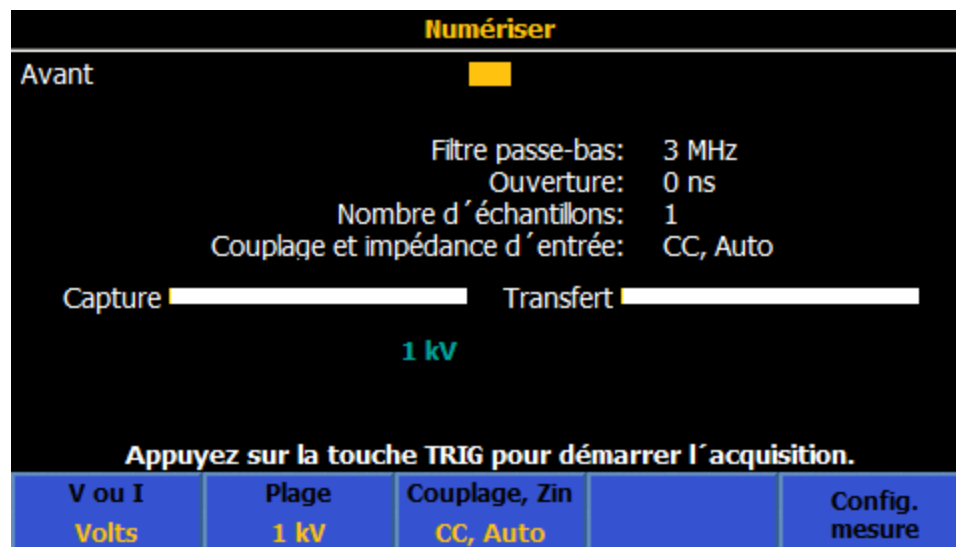 Numériser
Avant
Filtre passe-bas: 3 MHz
Ouverture: 0 ns
Nombre d´échantillons: 1
Couplage et impédance d´entrée: CC, Auto
Capture Transfert
1 kV
Appuyez sur la touche TRIG pour démarrer l´acquisition.
V ou I Plage Couplage, Zin Config.
Volts 1 kV CC, Auto mesure